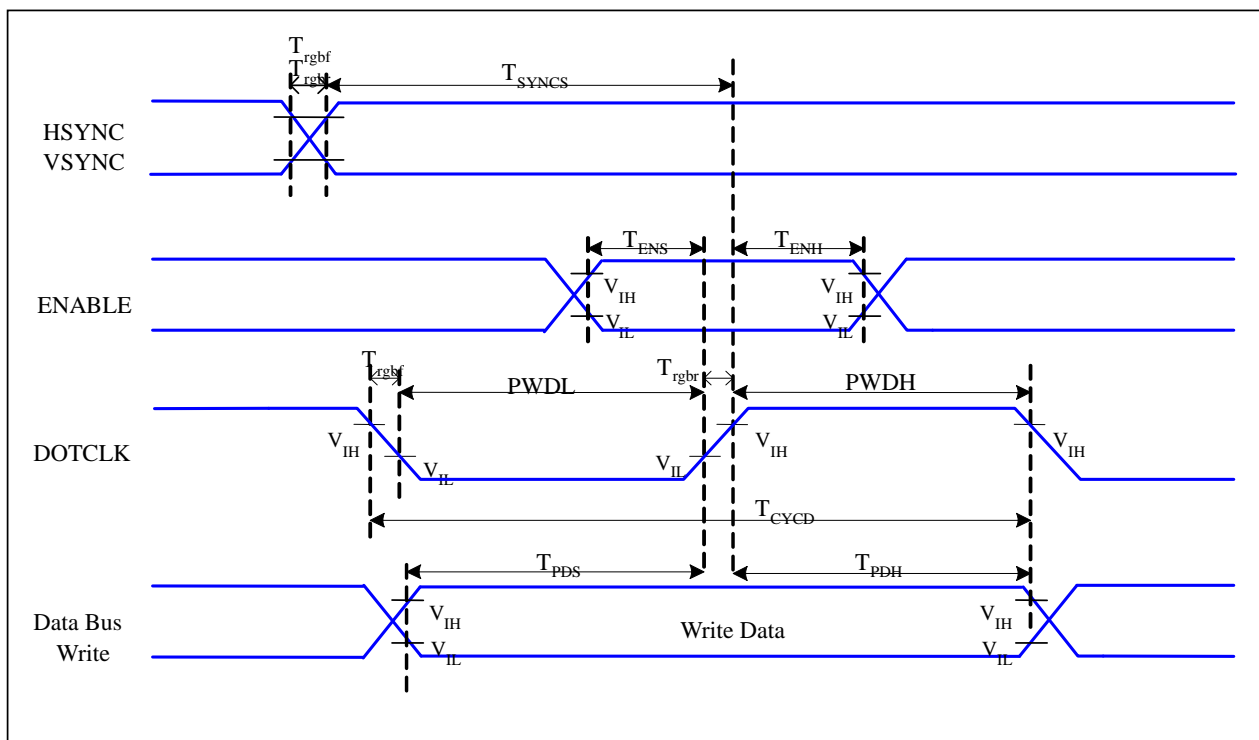 Trgbf
Trgbr
TSYNCS
HSYNC
VSYNC
TENS
TENH
ENABLE
VIH
VIH
VIL
VIL
Trgbf
PWDL
Trgbr
PWDH
DOTCLK
VIH
VIL
VIL
VIH
VIH
TCYCD
TPDS
TPDH
Data Bus
Write
VIH
VIL
Write Data
VIH
VIL